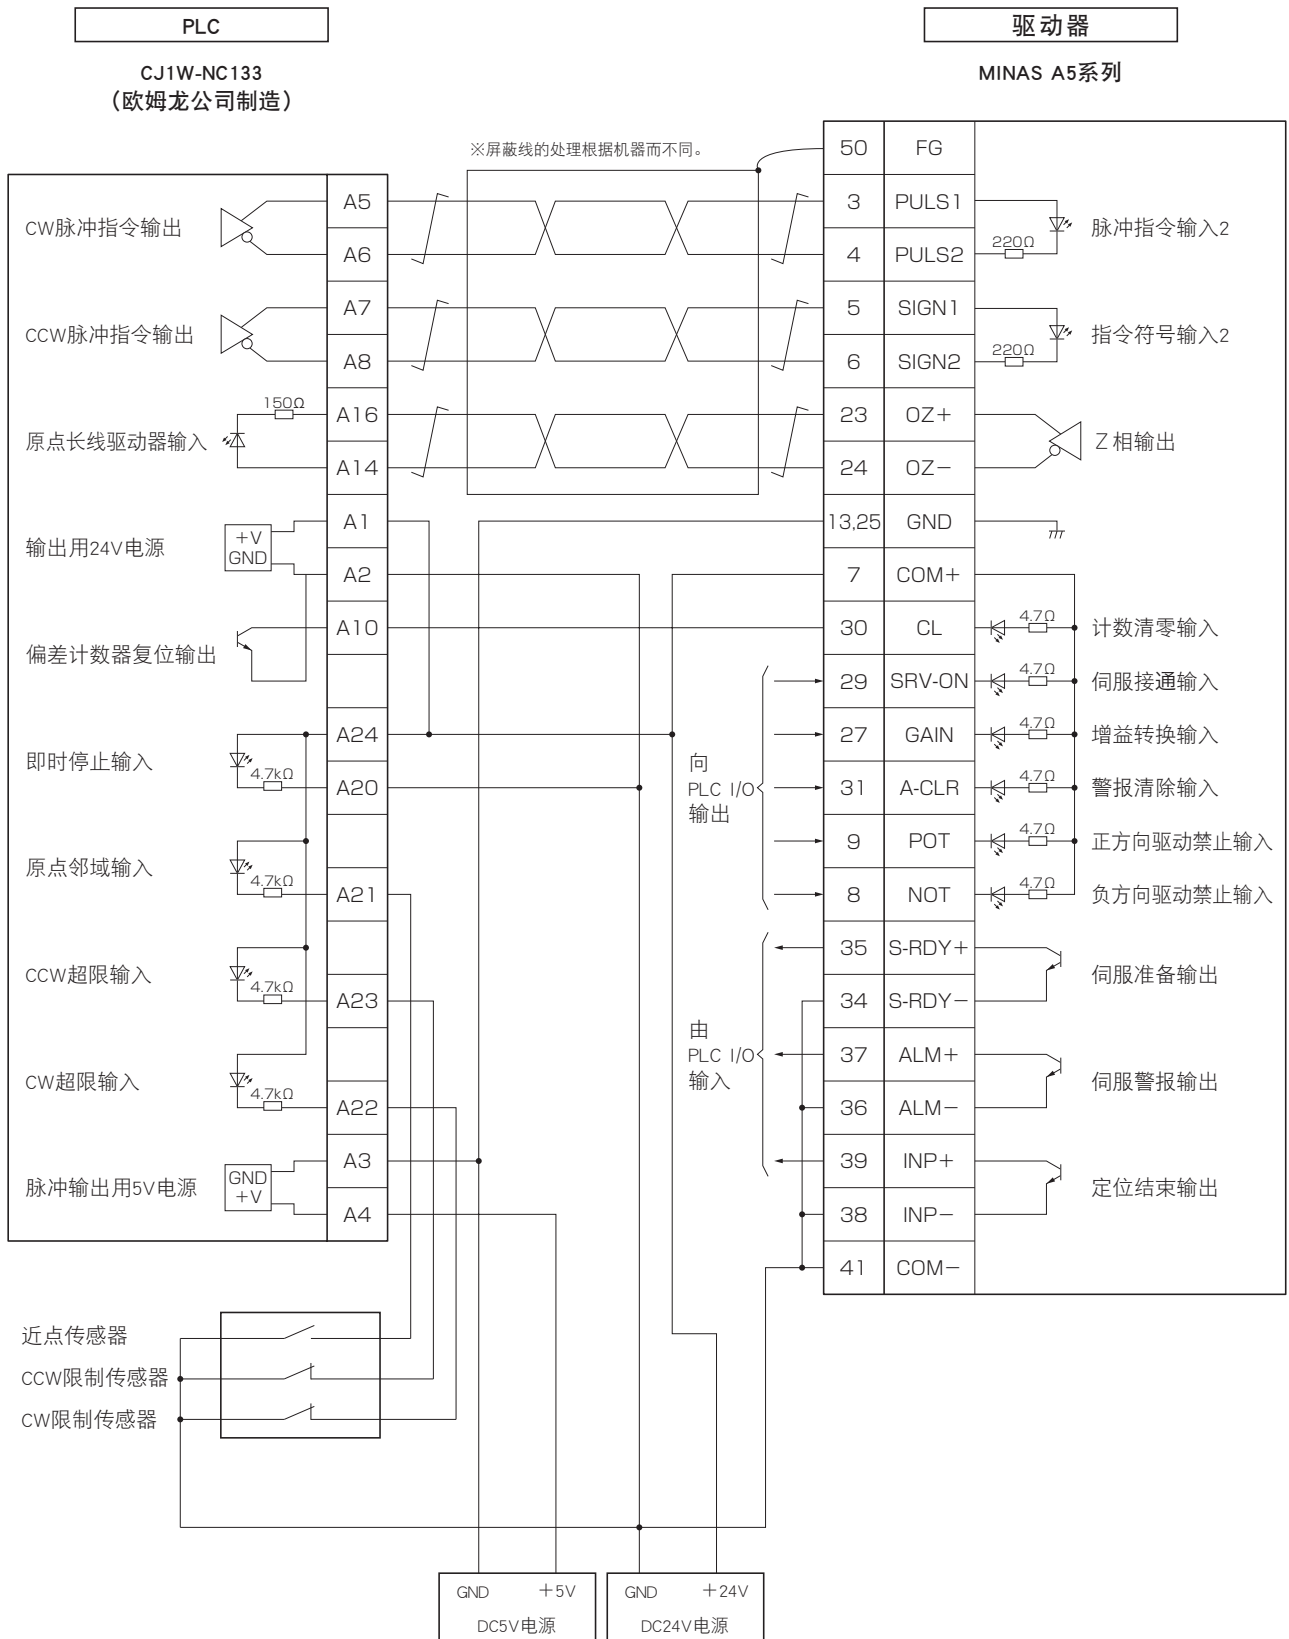 PLC
驱动器
CJ1W-NC133
（欧姆龙公司制造）
MINAS A5系列
※屏蔽线的处理根据机器而不同。
50 FG
CW脉冲指令输出
A5
A6
3 PULS1
4 PULS2
220Ω
脉冲指令输入2
CCW脉冲指令输出
A7
A8
5 SIGN1
6 SIGN2
220Ω
指令符号输入2
原点长线驱动器输入
150Ω
A16
A14
23 OZ+
24 OZ−
Z 相输出
输出用24V电源
+V
GND
A1
A2
13,25 GND
7 COM+
偏差计数器复位输出
A10
30 CL
4.7Ω
计数清零输入
29 SRV-ON
4.7Ω
伺服接通输入
即时停止输入
4.7kΩ
A24
A20
向
PLC I/O
输出
27 GAIN
4.7Ω
增益转换输入
31 A-CLR
4.7Ω
警报清除输入
原点邻域输入
4.7kΩ
A21
9 POT
4.7Ω
正方向驱动禁止输入
8 NOT
4.7Ω
负方向驱动禁止输入
CCW超限输入
4.7kΩ
A23
35 S-RDY+
34 S-RDY−
伺服准备输出
由
PLC I/O
输入
CW超限输入
4.7kΩ
A22
37 ALM+
36 ALM−
伺服警报输出
脉冲输出用5V电源
GND
+V
A3
A4
39 INP+
38 INP−
定位结束输出
41 COM−
近点传感器
CCW限制传感器
CW限制传感器
GND +5V
DC5V电源
GND +24V
DC24V电源